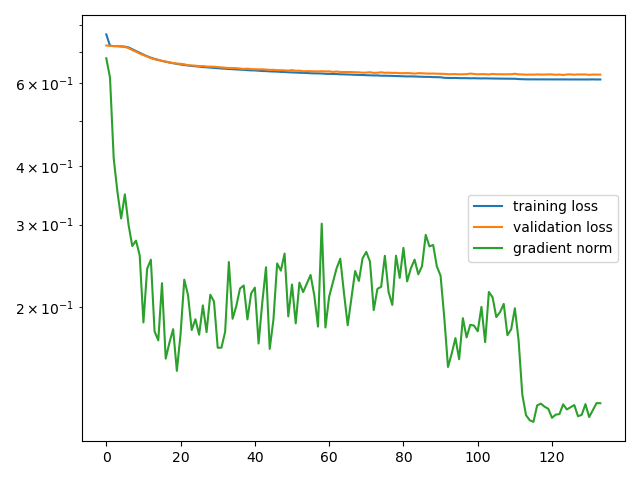 6 × 10⁻¹
4 × 10⁻¹
3 × 10⁻¹
2 × 10⁻¹
training loss
validation loss
gradient norm
0 20 40 60 80 100 120